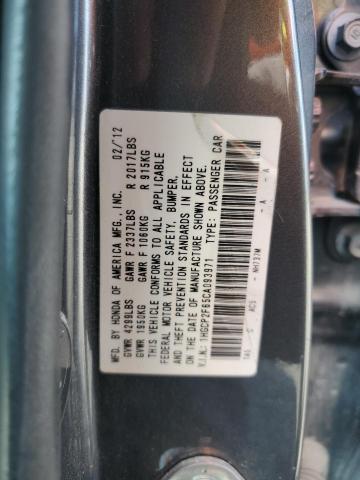 MFD. BY HONDA OF AMERICA MFG., INC. 02/12
GVWR 4299LBS GAWR F 2337LBS R 2017LBS
GVWR 1950KG GAWR F 1060KG R 915KG
THIS VEHICLE CONFORMS TO ALL APPLICABLE
FEDERAL MOTOR VEHICLE SAFETY, BUMPER,
AND THEFT PREVENTION STANDARDS IN EFFECT
ON THE DATE OF MANUFACTURE SHOWN ABOVE.
V.I.N.: 1HGCP2F65CA093971 TYPE: PASSENGER CAR
NH737M - A - A